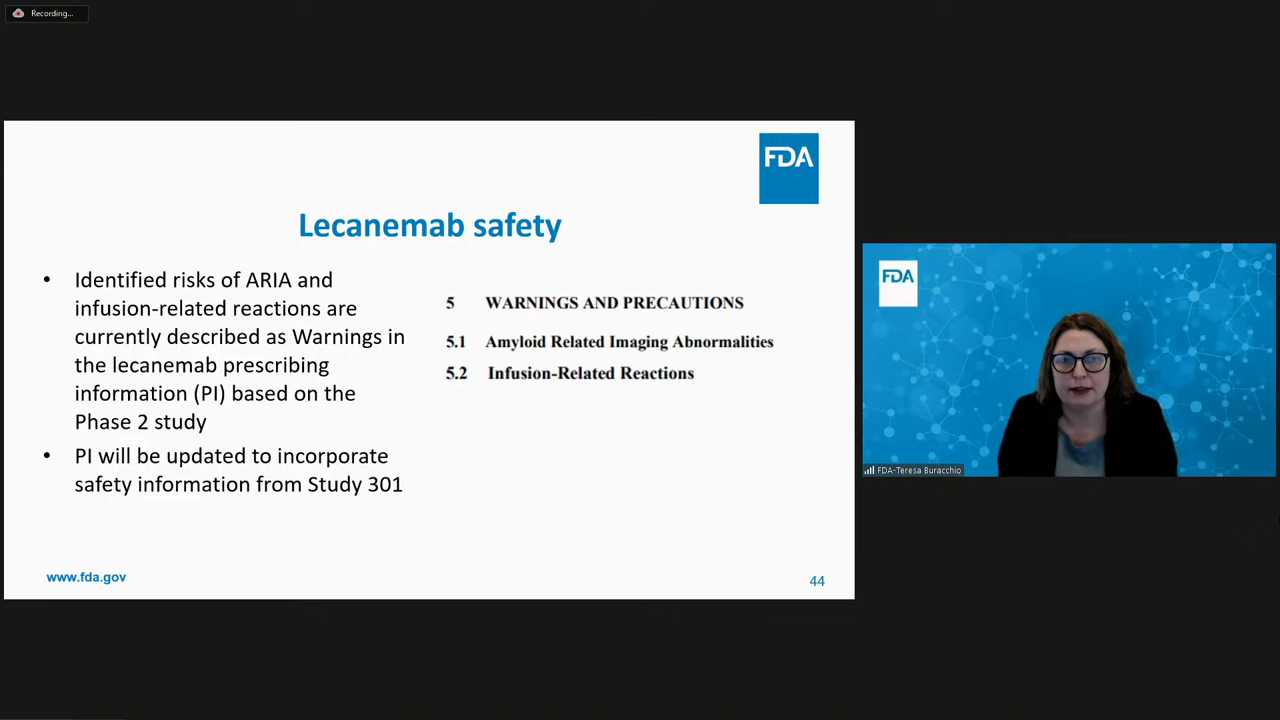 Recording...
FDA
Lecanemab safety
• Identified risks of ARIA and
infusion-related reactions are
currently described as Warnings in
the lecanemab prescribing
information (PI) based on the
Phase 2 study
• PI will be updated to incorporate
safety information from Study 301
5 WARNINGS AND PRECAUTIONS
5.1 Amyloid Related Imaging Abnormalities
5.2 Infusion-Related Reactions
www.fda.gov
44
FDA
FDA-Teresa Buracchio